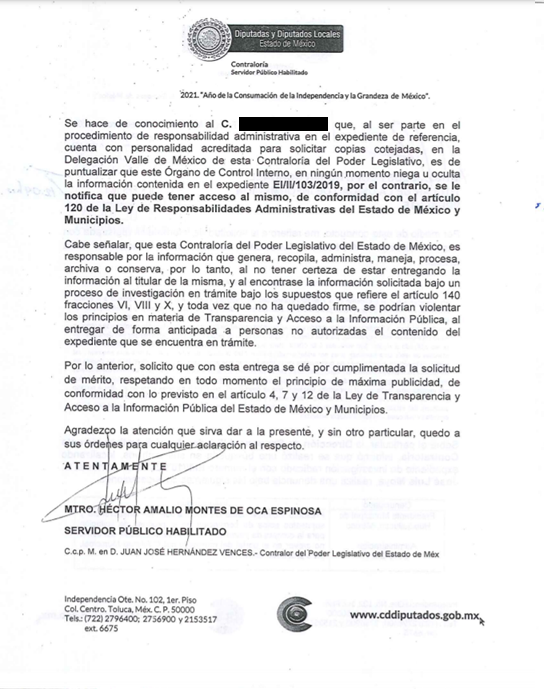 Diputadas y Diputados Locales
Estado de México
Contraloría
Servidor Público Habilitado
2021. "Año de la Consumación de la Independencia y la Grandeza de México".
Se hace de conocimiento al C. que, al ser parte en el
procedimiento de responsabilidad administrativa en el expediente de referencia,
cuenta con personalidad acreditada para solicitar copias cotejadas, en la
Delegación Valle de México de esta Contraloría del Poder Legislativo, es de
puntualizar que este Órgano de Control Interno, en ningún momento niega u oculta
la información contenida en el expediente EI/II/103/2019, por el contrario, se le
notifica que puede tener acceso al mismo, de conformidad con el artículo
120 de la Ley de Responsabilidades Administrativas del Estado de México y
Municipios.
Cabe señalar, que esta Contraloría del Poder Legislativo del Estado de México, es
responsable por la información que genera, recopila, administra, maneja, procesa,
archiva o conserva, por lo tanto, al no tener certeza de estar entregando la
información al titular de la misma, y al encontrase la información solicitada bajo un
proceso de investigación en trámite bajo los supuestos que refiere el artículo 140
fracciones VI, VIII y X, y toda vez que no ha quedado firme, se podrían violentar
los principios en materia de Transparencia y Acceso a la Información Pública, al
entregar de forma anticipada a personas no autorizadas el contenido del
expediente que se encuentra en trámite.
Por lo anterior, solicito que con esta entrega se dé por cumplimentada la solicitud
de mérito, respetando en todo momento el principio de máxima publicidad, de
conformidad con lo previsto en el artículo 4, 7 y 12 de la Ley de Transparencia y
Acceso a la Información Pública del Estado de México y Municipios.
Agradezco la atención que sirva dar a la presente, y sin otro particular, quedo a
sus órdenes para cualquier aclaración al respecto.
ATENTAMENTE
MTRO. HÉCTOR AMALIO MONTES DE OCA ESPINOSA
SERVIDOR PÚBLICO HABILITADO
C.c.p. M. en D. JUAN JOSÉ HERNÁNDEZ VENCES.- Contralor del Poder Legislativo del Estado de Méx
Independencia Ote. No. 102, 1er. Piso
Col. Centro. Toluca, Méx. C. P. 50000
Tels.: (722) 2796400; 2756900 y 2153517
ext. 6675
www.cddiputados.gob.mx